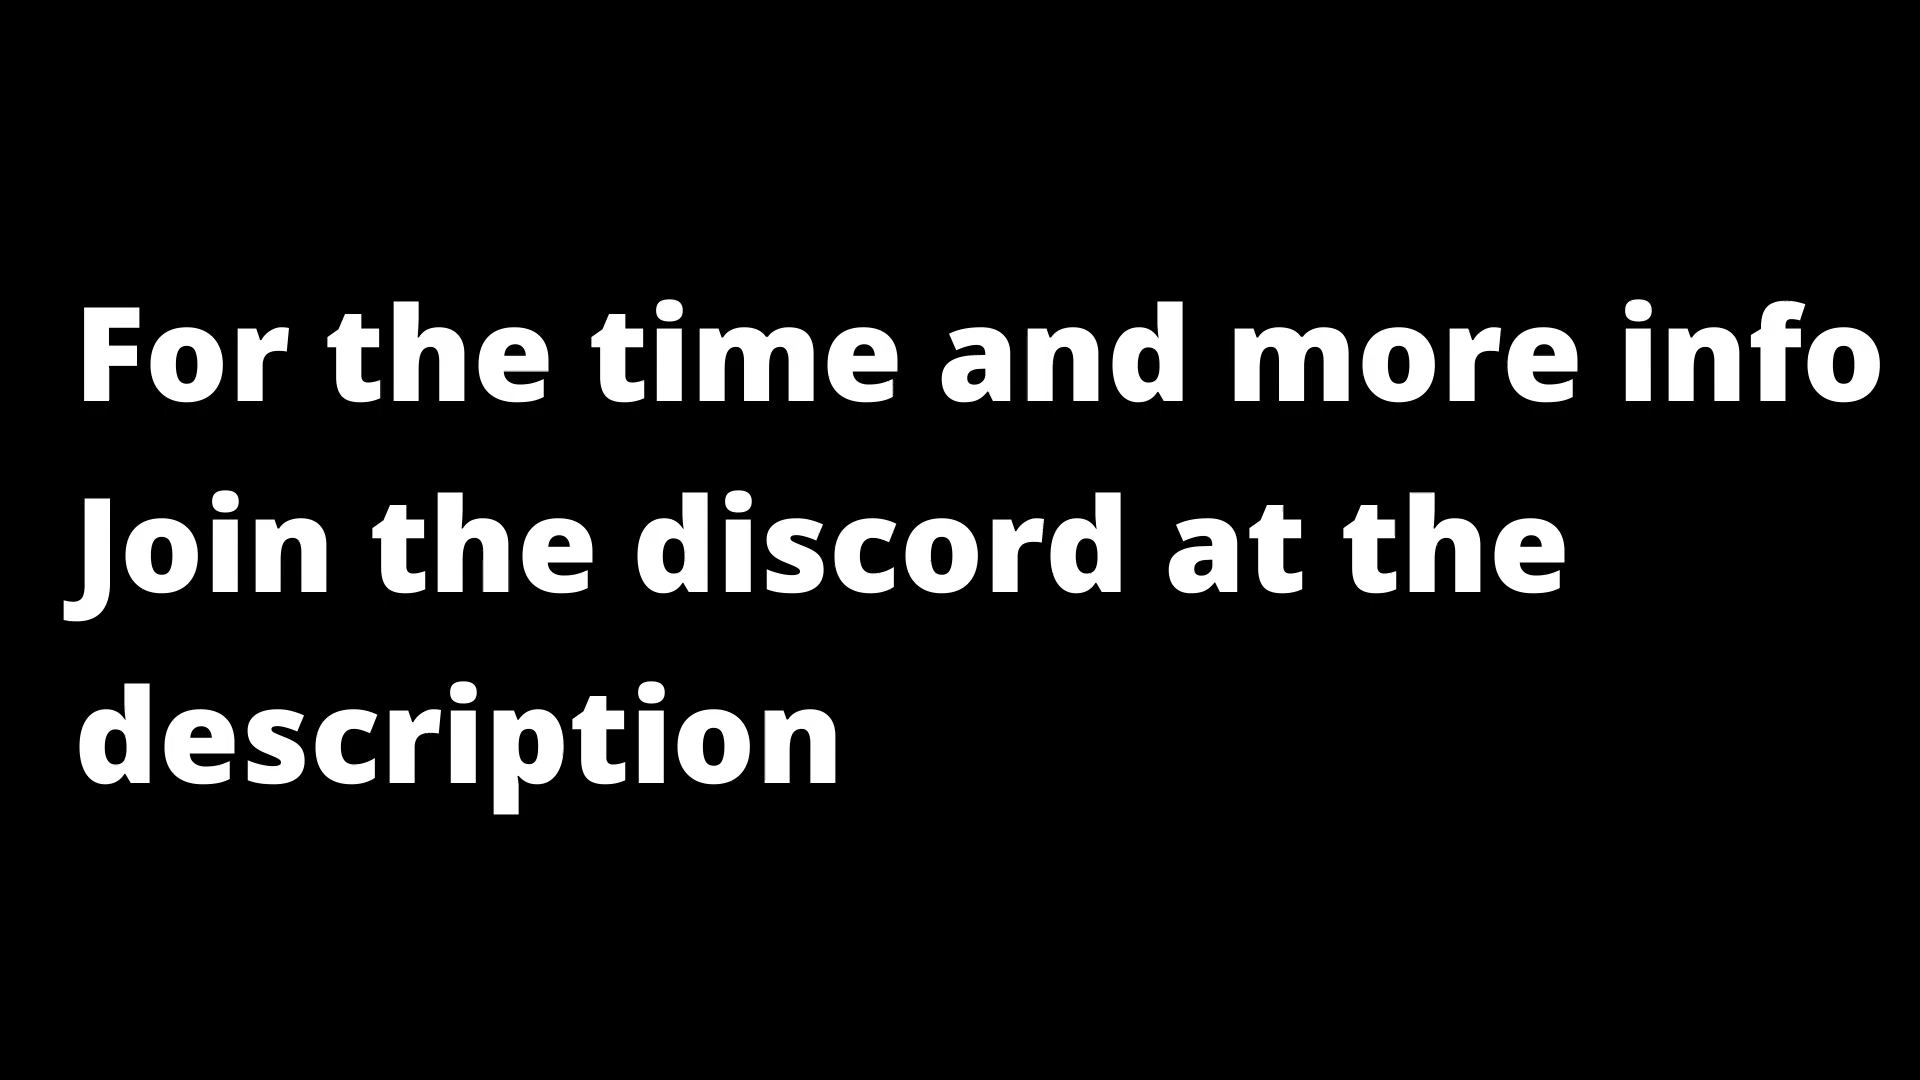 For the time and more info
Join the discord at the
description